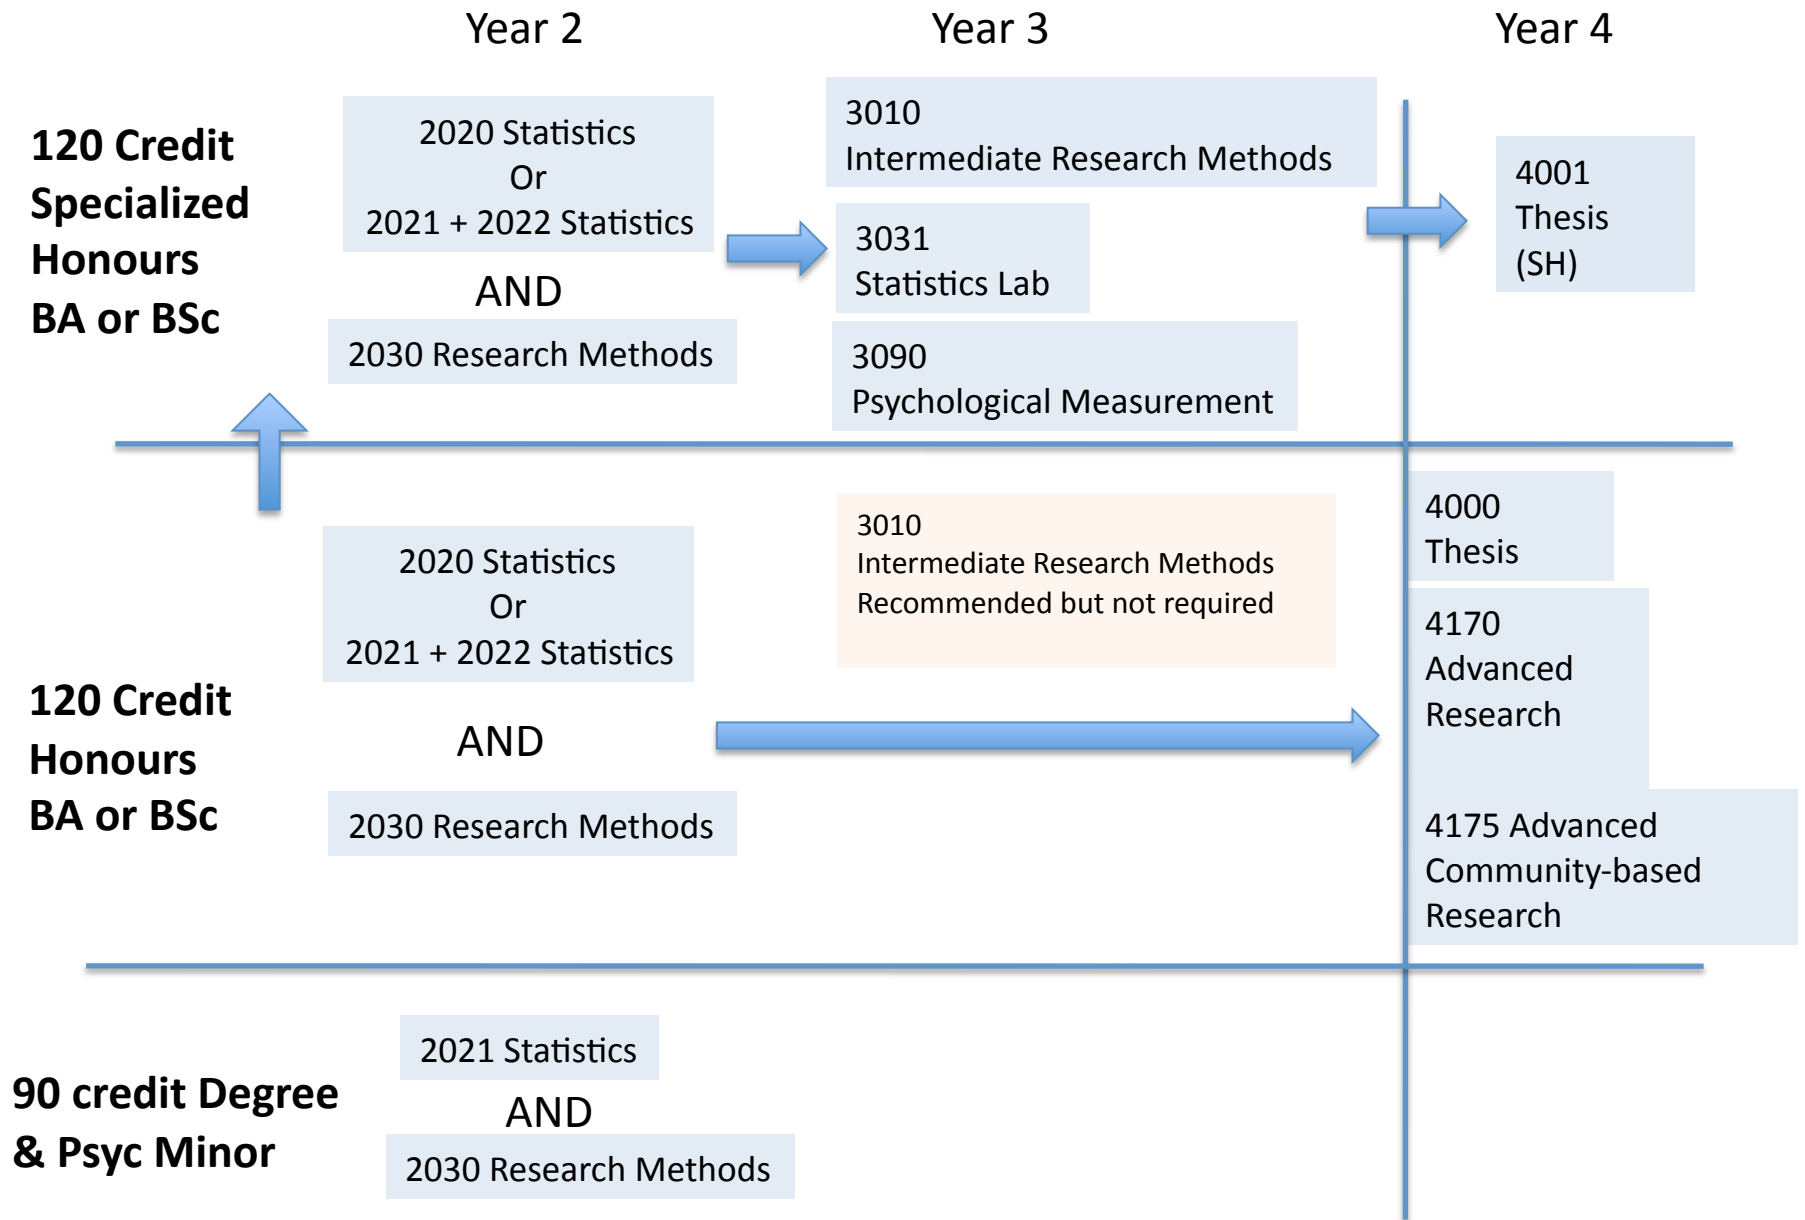 Year 2
Year 3
Year 4
120 Credit
Specialized
Honours
BA or BSc
2020 Statistics
Or
2021 + 2022 Statistics
AND
2030 Research Methods
3010
Intermediate Research Methods
3031
Statistics Lab
3090
Psychological Measurement
4001
Thesis
(SH)
120 Credit
Honours
BA or BSc
2020 Statistics
Or
2021 + 2022 Statistics
AND
2030 Research Methods
3010
Intermediate Research Methods
Recommended but not required
4000
Thesis
4170
Advanced
Research
4175 Advanced
Community-based
Research
90 credit Degree
& Psyc Minor
2021 Statistics
AND
2030 Research Methods